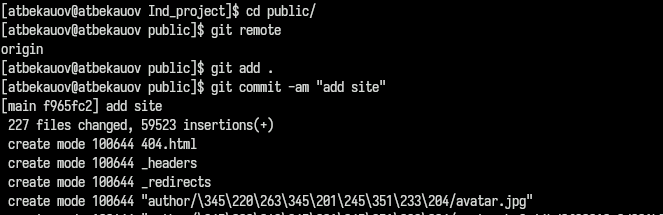 [atbekauov@atbekauov Ind_project]$ cd public/
[atbekauov@atbekauov public]$ git remote
origin
[atbekauov@atbekauov public]$ git add .
[atbekauov@atbekauov public]$ git commit -am "add site"
[main f965fc2] add site
227 files changed, 59523 insertions(+)
create mode 100644 404.html
create mode 100644 _headers
create mode 100644 _redirects
create mode 100644 "author/\345\220\263\345\201\245\351\233\204/avatar.jpg"